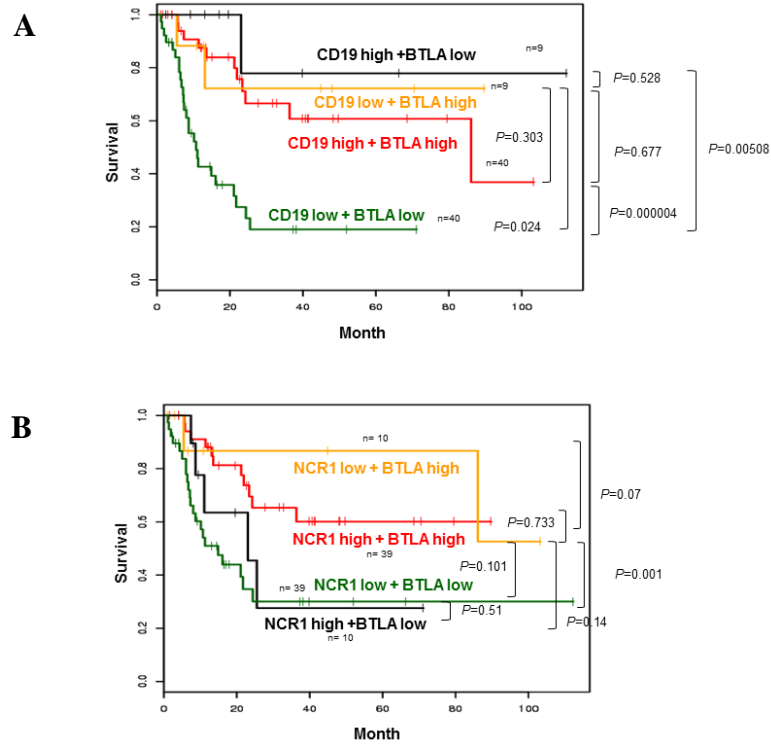 A
Survival
1.0
0.8
0.6
0.4
0.2
0.0
CD19 high +BTLA low
n=9
CD19 low + BTLA high
n=9
CD19 high + BTLA high
n=40
CD19 low + BTLA low
n=40
P=0.528
P=0.303
P=0.677
P=0.00508
P=0.024
P=0.000004
0
20
40
60
80
100
Month
B
Survival
1.0
0.8
0.6
0.4
0.2
0.0
n= 10
NCR1 low + BTLA high
NCR1 high + BTLA high
n= 39
n= 39
NCR1 low + BTLA low
NCR1 high +BTLA low
n= 10
P=0.07
P=0.733
P=0.101
P=0.001
P=0.51
P=0.14
0
20
40
60
80
100
Month